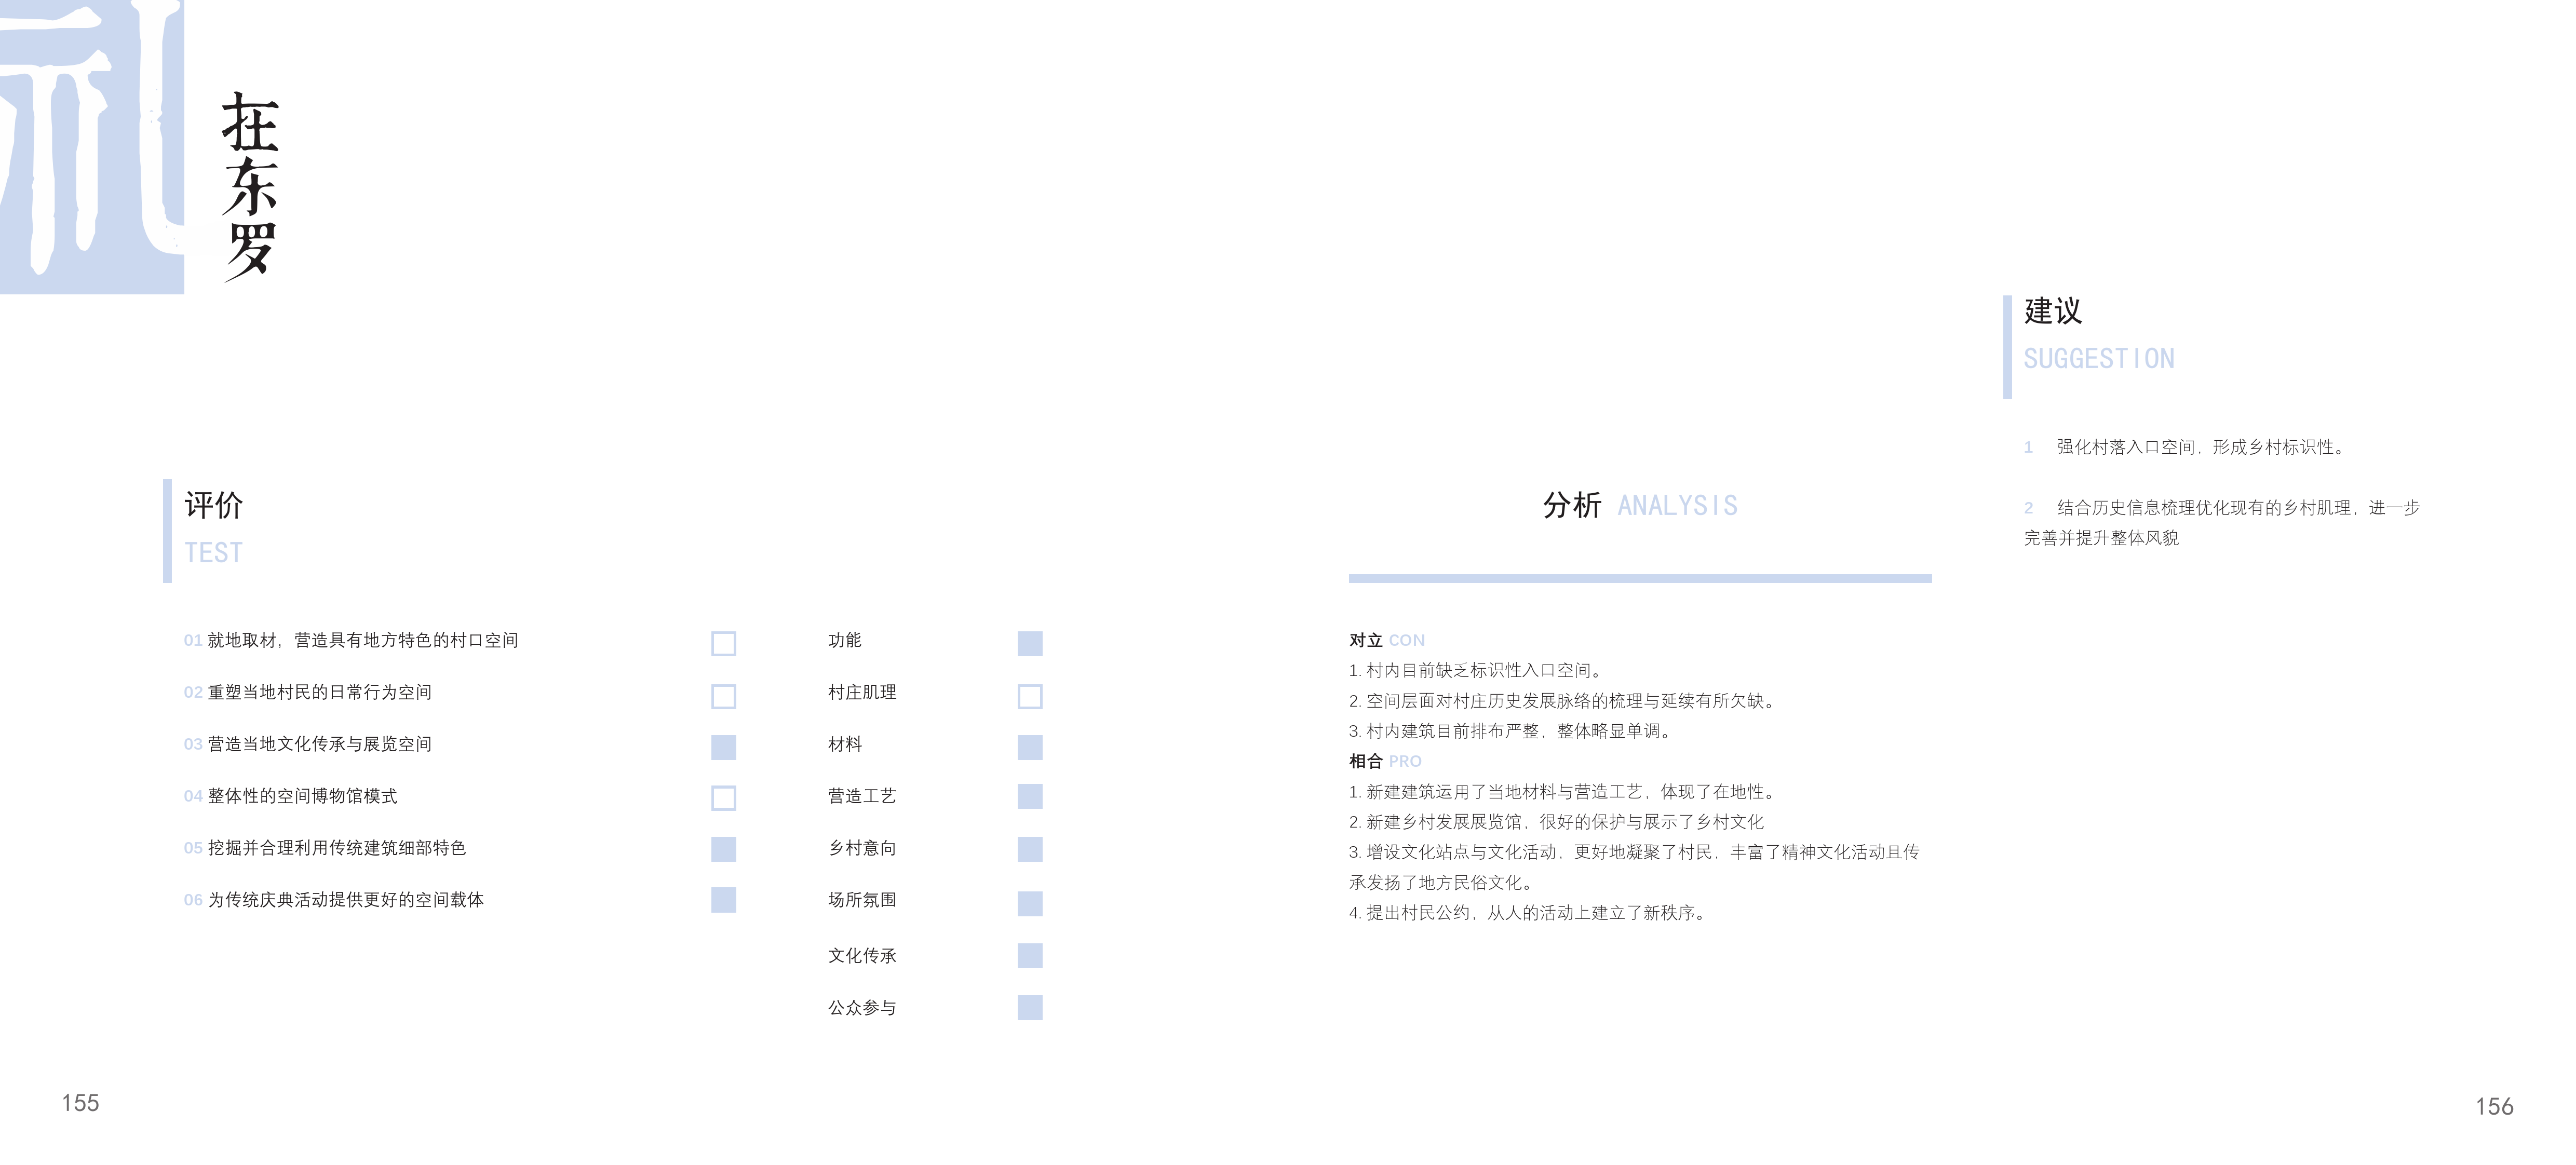 礼
在东罗
评价
TEST
01 就地取材，营造具有地方特色的村口空间
02 重塑当地村民的日常行为空间
03 营造当地文化传承与展览空间
04 整体性的空间博物馆模式
05 挖掘并合理利用传统建筑细部特色
06 为传统庆典活动提供更好的空间载体
功能
村庄肌理
材料
营造工艺
乡村意向
场所氛围
文化传承
公众参与
155
分析 ANALYSIS
对立 CON
1. 村内目前缺乏标识性入口空间。
2. 空间层面对村庄历史发展脉络的梳理与延续有所欠缺。
3. 村内建筑目前排布严整，整体略显单调。
相合 PRO
1. 新建建筑运用了当地材料与营造工艺，体现了在地性。
2. 新建乡村发展展览馆，很好的保护与展示了乡村文化
3. 增设文化站点与文化活动，更好地凝聚了村民，丰富了精神文化活动且传
承发扬了地方民俗文化。
4. 提出村民公约，从人的活动上建立了新秩序。
建议
SUGGESTION
1 强化村落入口空间，形成乡村标识性。
2 结合历史信息梳理优化现有的乡村肌理，进一步
完善并提升整体风貌
156